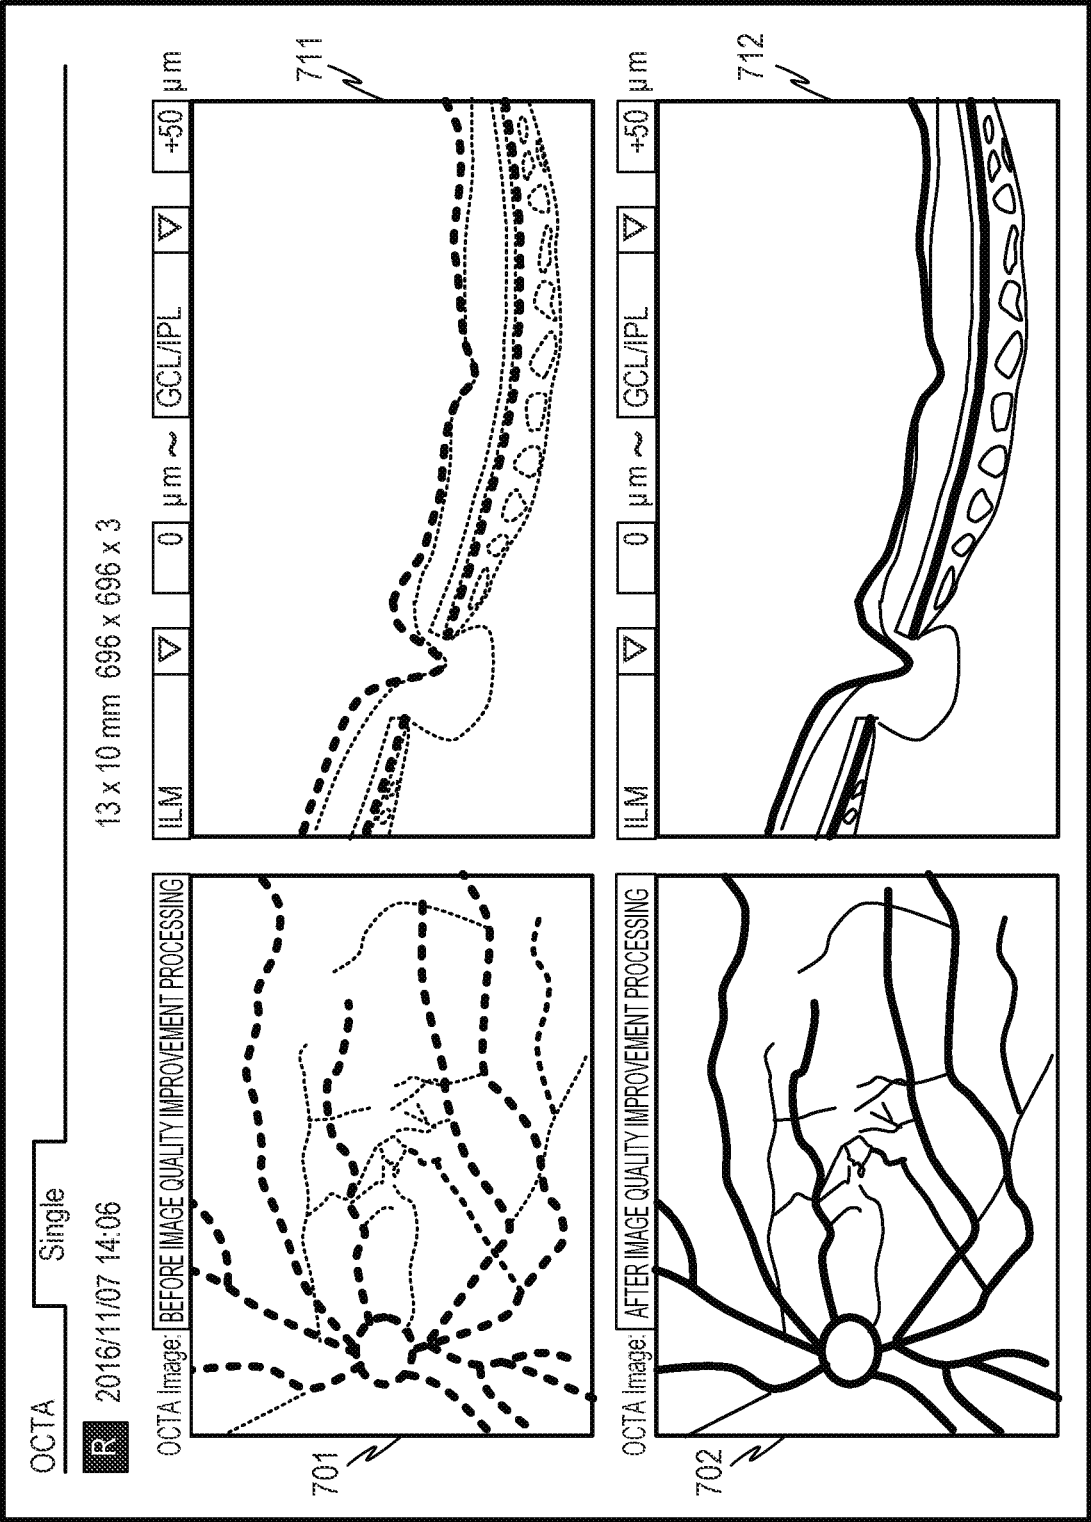 OCTA
Single
R 2016/11/07 14:06 13 x 10 mm 696 x 696 x 3
OCTA Image: BEFORE IMAGE QUALITY IMPROVEMENT PROCESSING
ILM ▽ 0 μm ~ GCL/IPL ▽ +50 μm
701
711
OCTA Image: AFTER IMAGE QUALITY IMPROVEMENT PROCESSING
ILM ▽ 0 μm ~ GCL/IPL ▽ +50 μm
702
712